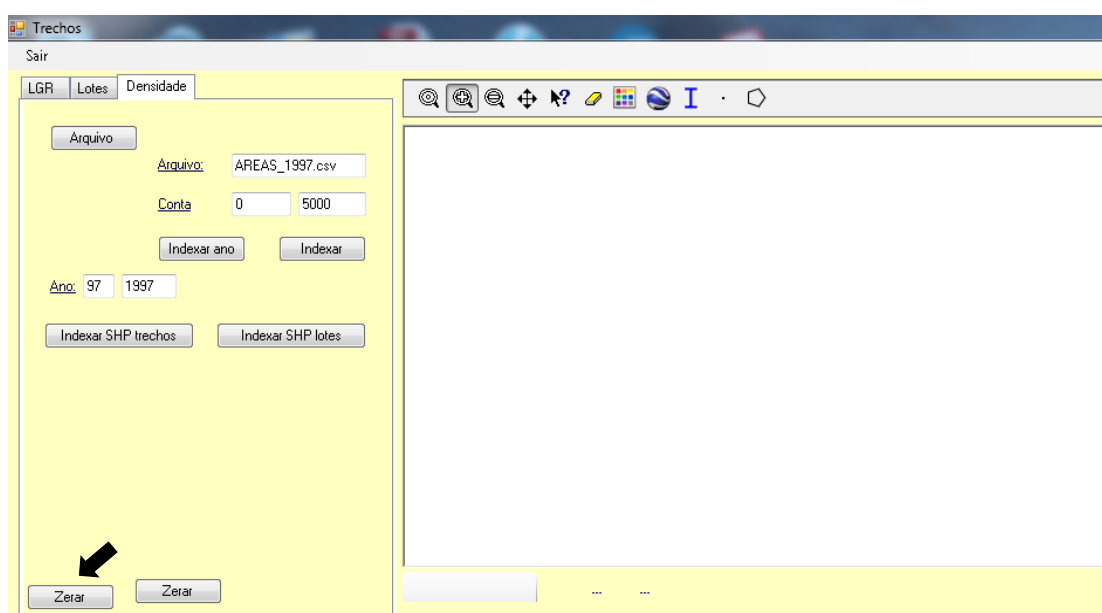 Trechos
Sair
LGR Lotes Densidade
Arquivo
Arquivo: AREAS_1997.csv
Conta 0 5000
Indexar ano Indexar
Ano: 97 1997
Indexar SHP trechos Indexar SHP lotes
Zerar Zerar
... ...